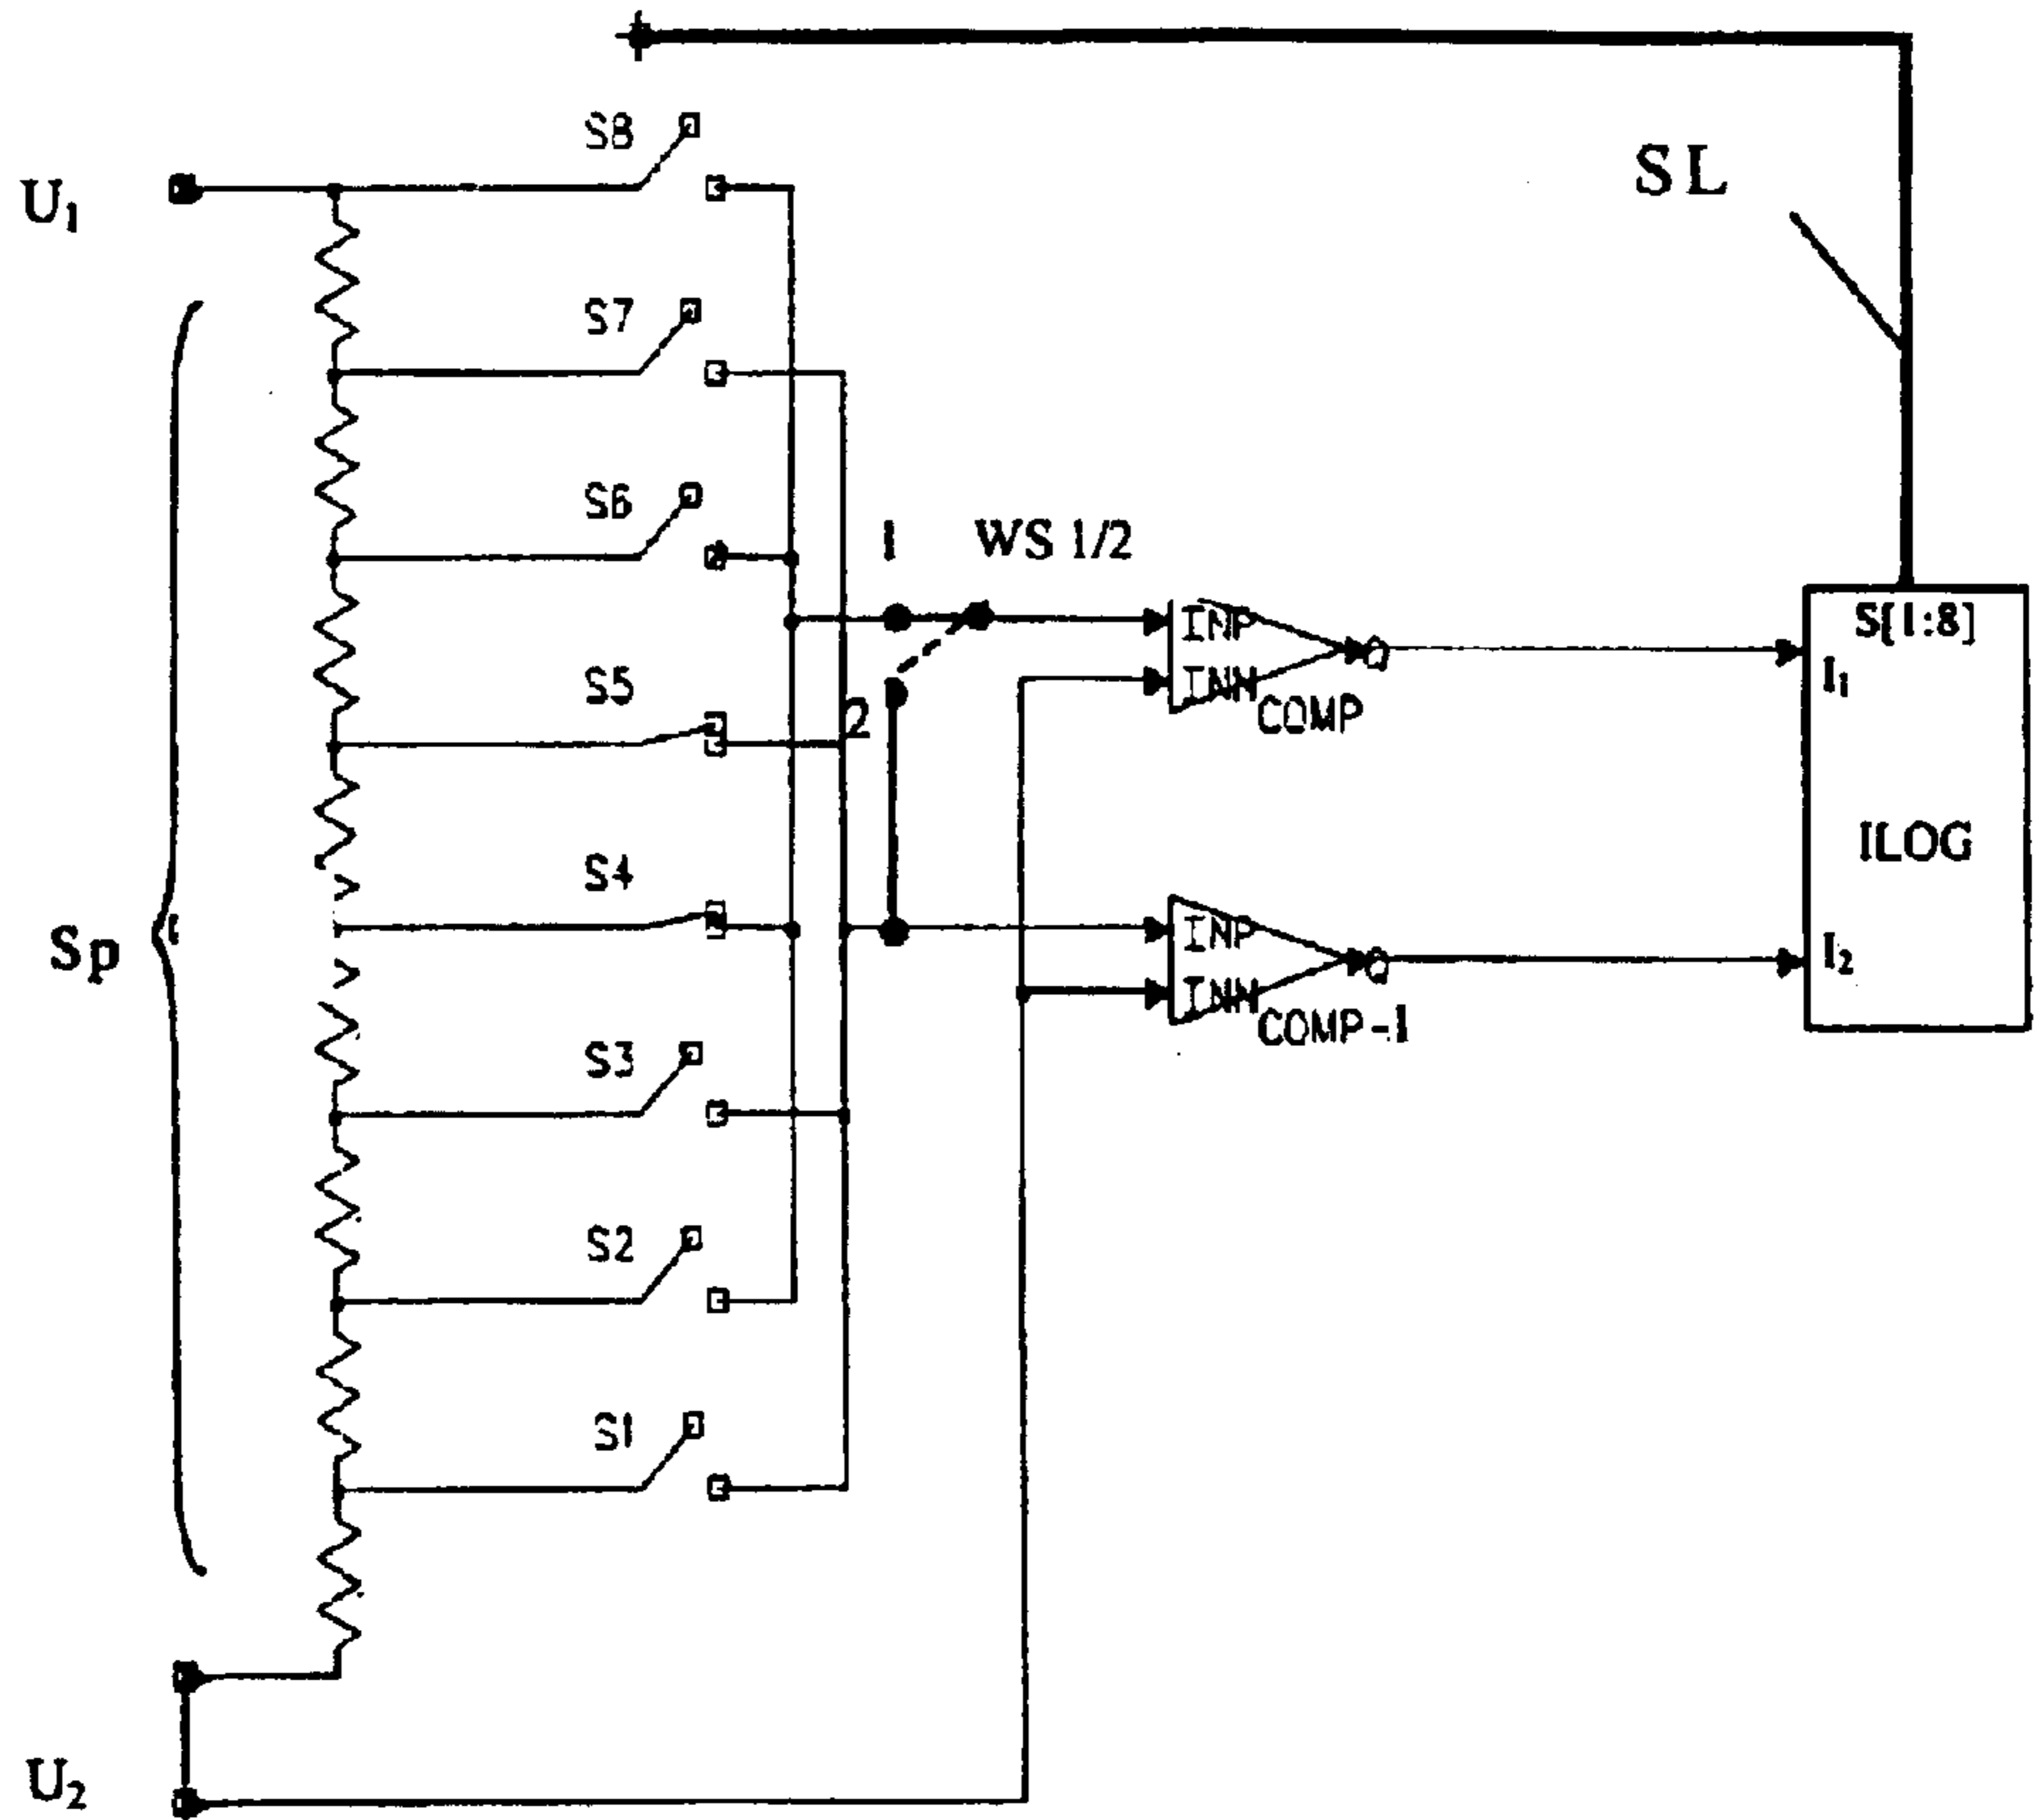 S8
SL
U₁
S7
S6
1 WS 1/2
INP
S[1:8]
INN
I₁
S5
2
COMP
ILOG
S4
Sp
INP
I₂
INN
COMP-1
S3
S2
S1
U₂